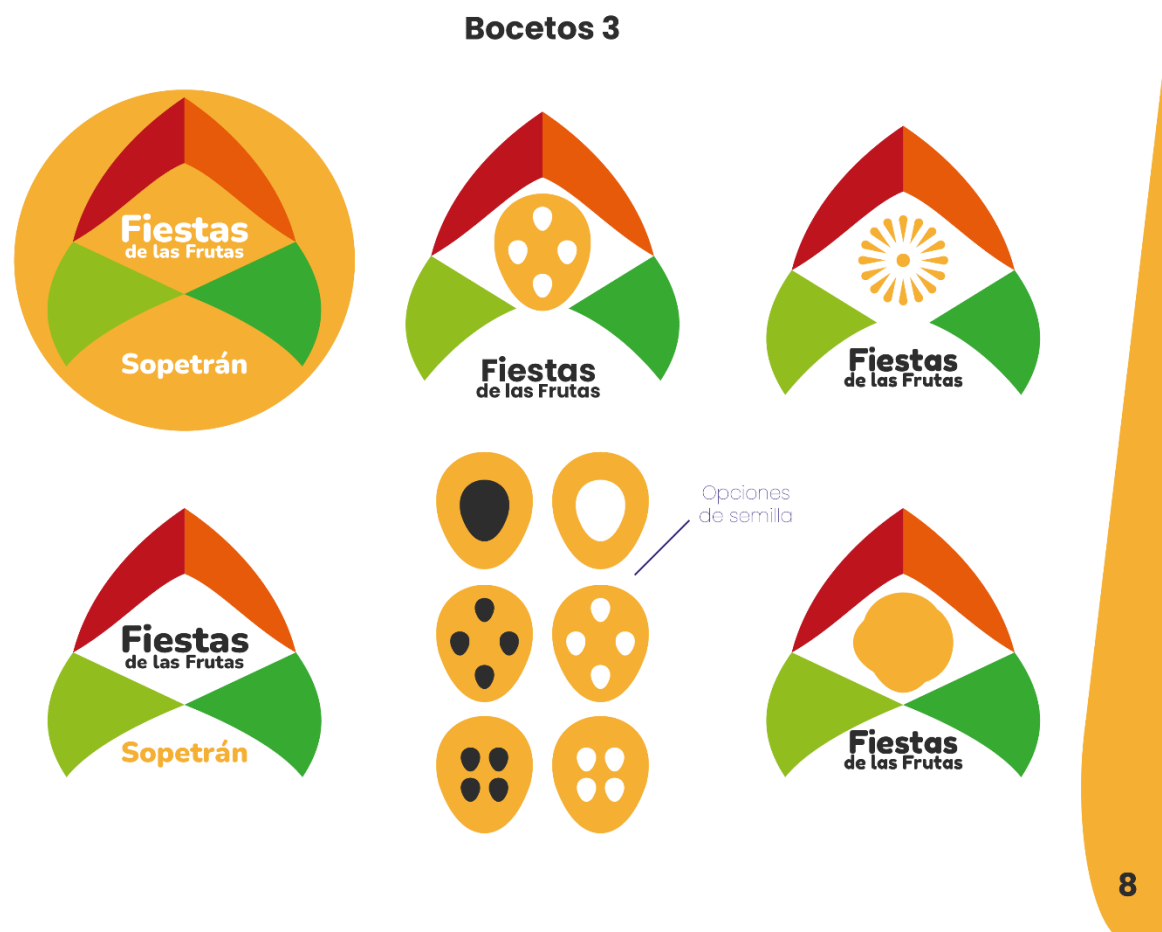 Bocetos 3
Fiestas
de las Frutas
Sopetrán
Fiestas
de las Frutas
Fiestas
de las Frutas
Fiestas
de las Frutas
Sopetrán
Opciones
de semilla
Fiestas
de las Frutas
8